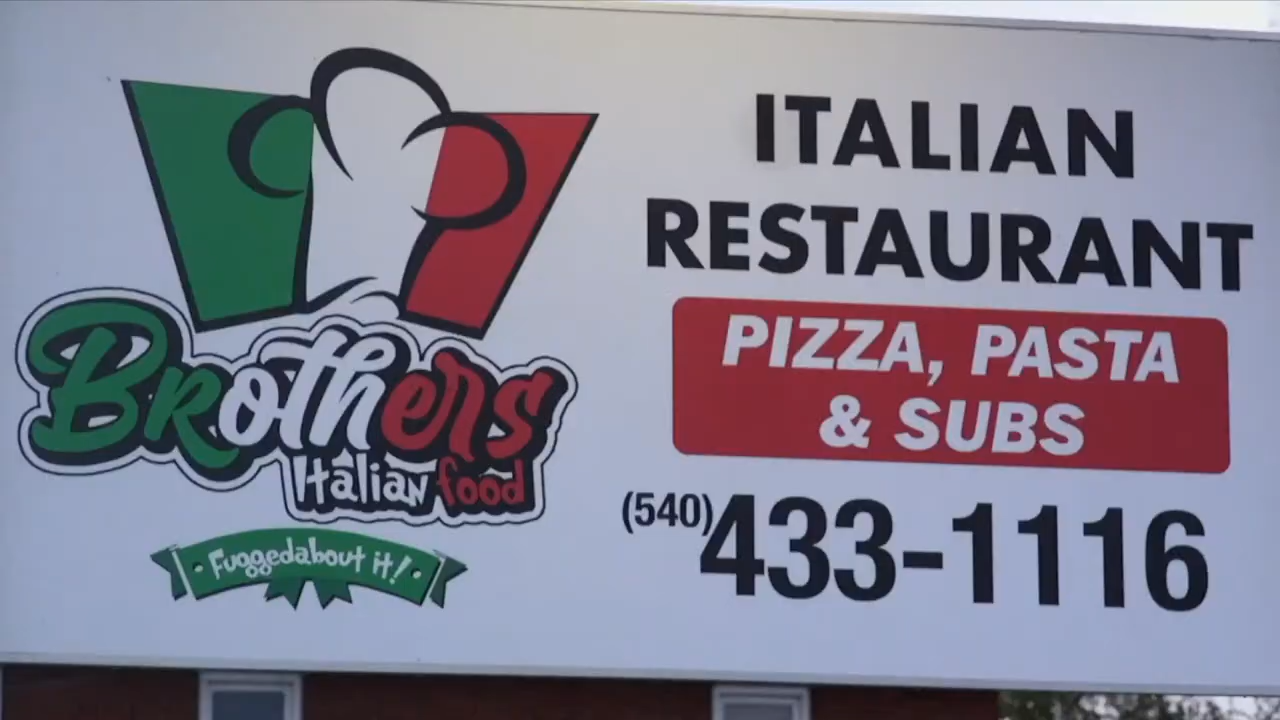 Brothers
Italian food
Fuggedabout it!
ITALIAN
RESTAURANT
PIZZA, PASTA
& SUBS
(540) 433-1116